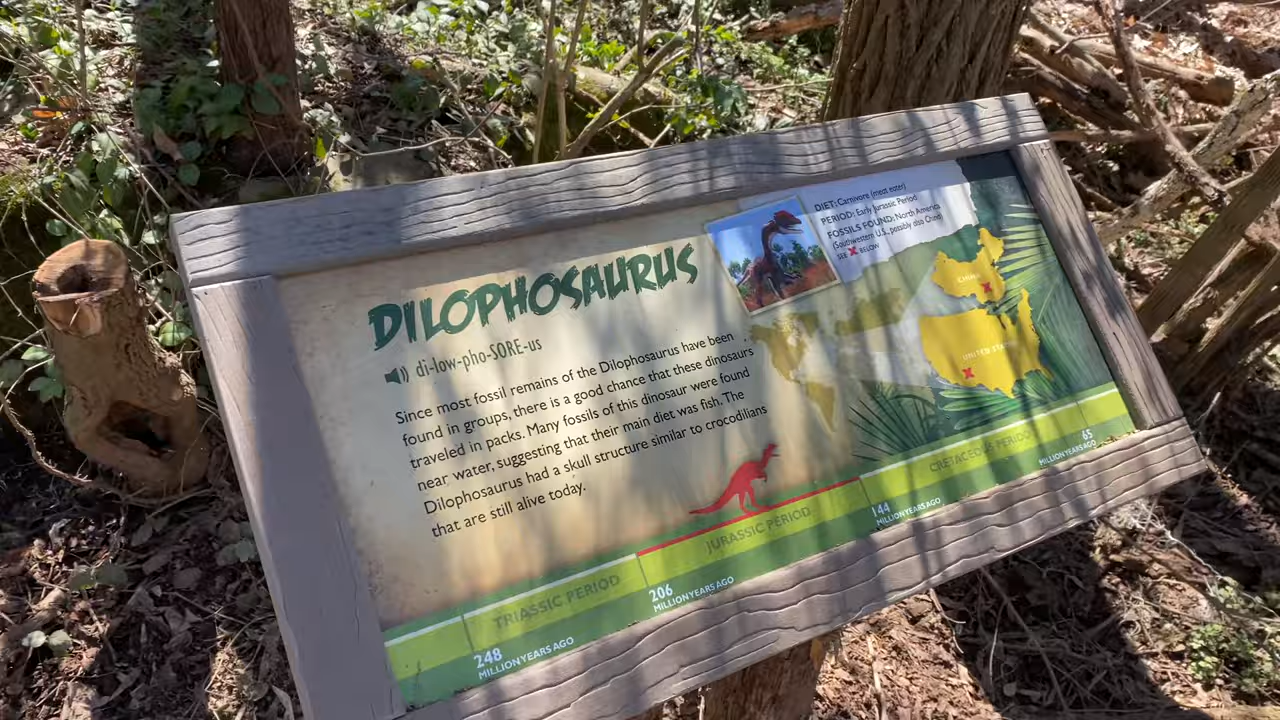 DILOPHOSAURUS
di-low-pho-SORE-us
Since most fossil remains of the Dilophosaurus have been
found in groups, there is a good chance that these dinosaurs
traveled in packs. Many fossils of this dinosaur were found
near water, suggesting that their main diet was fish. The
Dilophosaurus had a skull structure similar to crocodilians
that are still alive today.
DIET: Carnivore (meat eater)
PERIOD: Early Jurassic Period
FOSSILS FOUND: North America
(Southwestern U.S., possibly also China)
SEE X BELOW
CHINA
UNITED STATES
TRIASSIC PERIOD
JURASSIC PERIOD
CRETACEOUS PERIOD
248
MILLION YEARS AGO
206
MILLION YEARS AGO
144
MILLION YEARS AGO
65
MILLION YEARS AGO